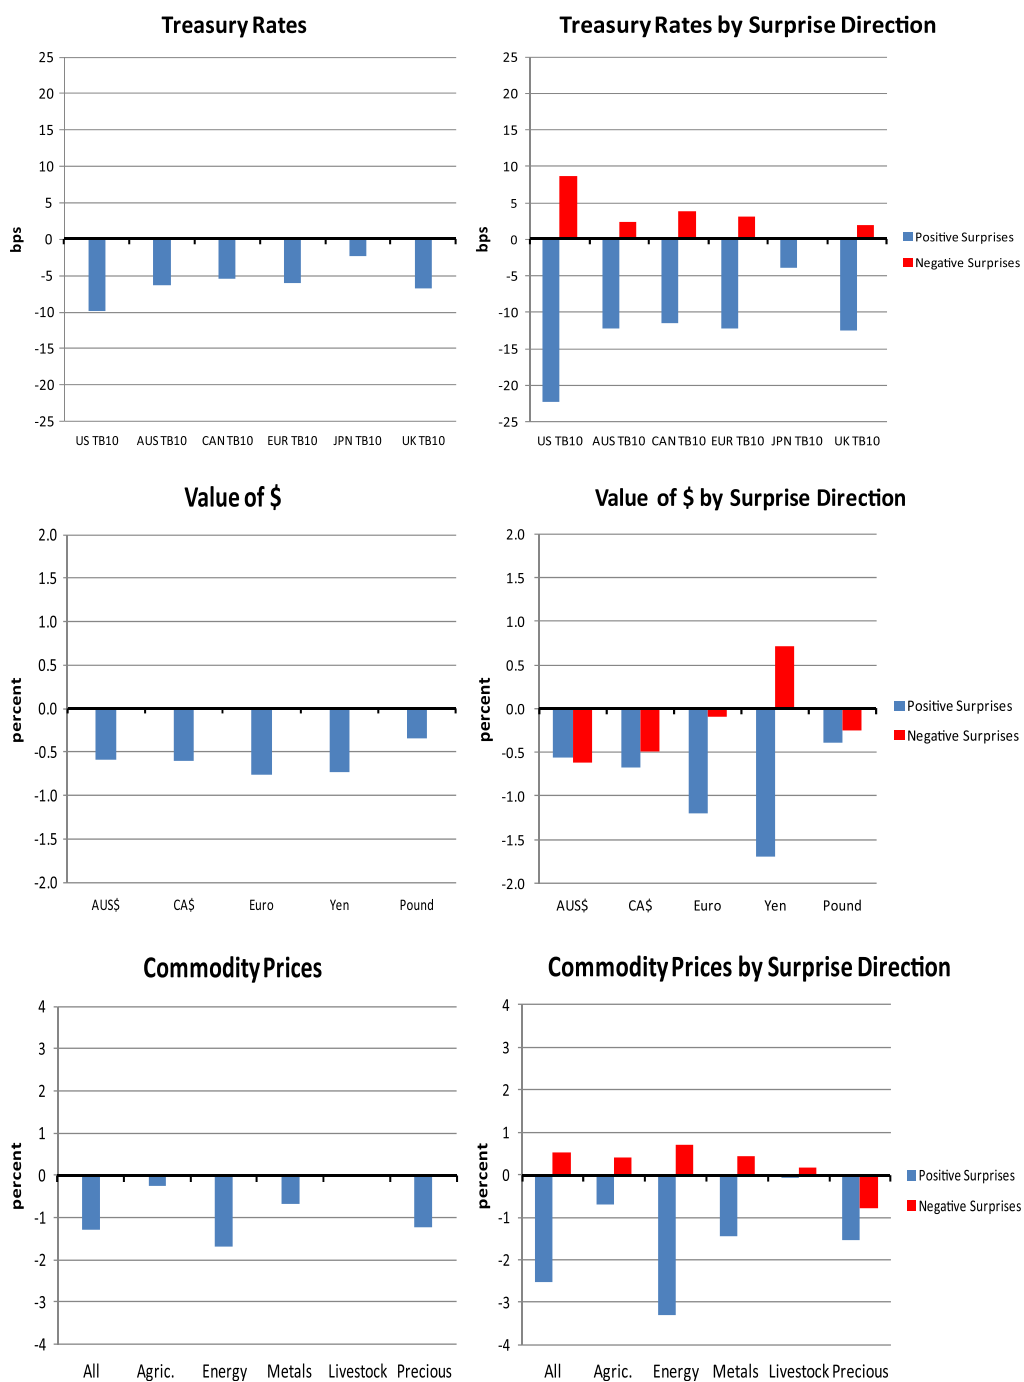 Treasury Rates
25
20
15
10
5
0
-5
-10
-15
-20
-25
bps
US TB10 AUS TB10 CAN TB10 EUR TB10 JPN TB10 UK TB10
Treasury Rates by Surprise Direction
25
20
15
10
5
0
-5
-10
-15
-20
-25
bps
US TB10 AUS TB10 CAN TB10 EUR TB10 JPN TB10 UK TB10
Positive Surprises
Negative Surprises
Value of $
2.0
1.5
1.0
0.5
0.0
-0.5
-1.0
-1.5
-2.0
percent
AUS$ CA$ Euro Yen Pound
Value of $ by Surprise Direction
2.0
1.5
1.0
0.5
0.0
-0.5
-1.0
-1.5
-2.0
percent
AUS$ CA$ Euro Yen Pound
Positive Surprises
Negative Surprises
Commodity Prices
4
3
2
1
0
-1
-2
-3
-4
percent
All Agric. Energy Metals Livestock Precious
Commodity Prices by Surprise Direction
4
3
2
1
0
-1
-2
-3
-4
percent
All Agric. Energy Metals Livestock Precious
Positive Surprises
Negative Surprises